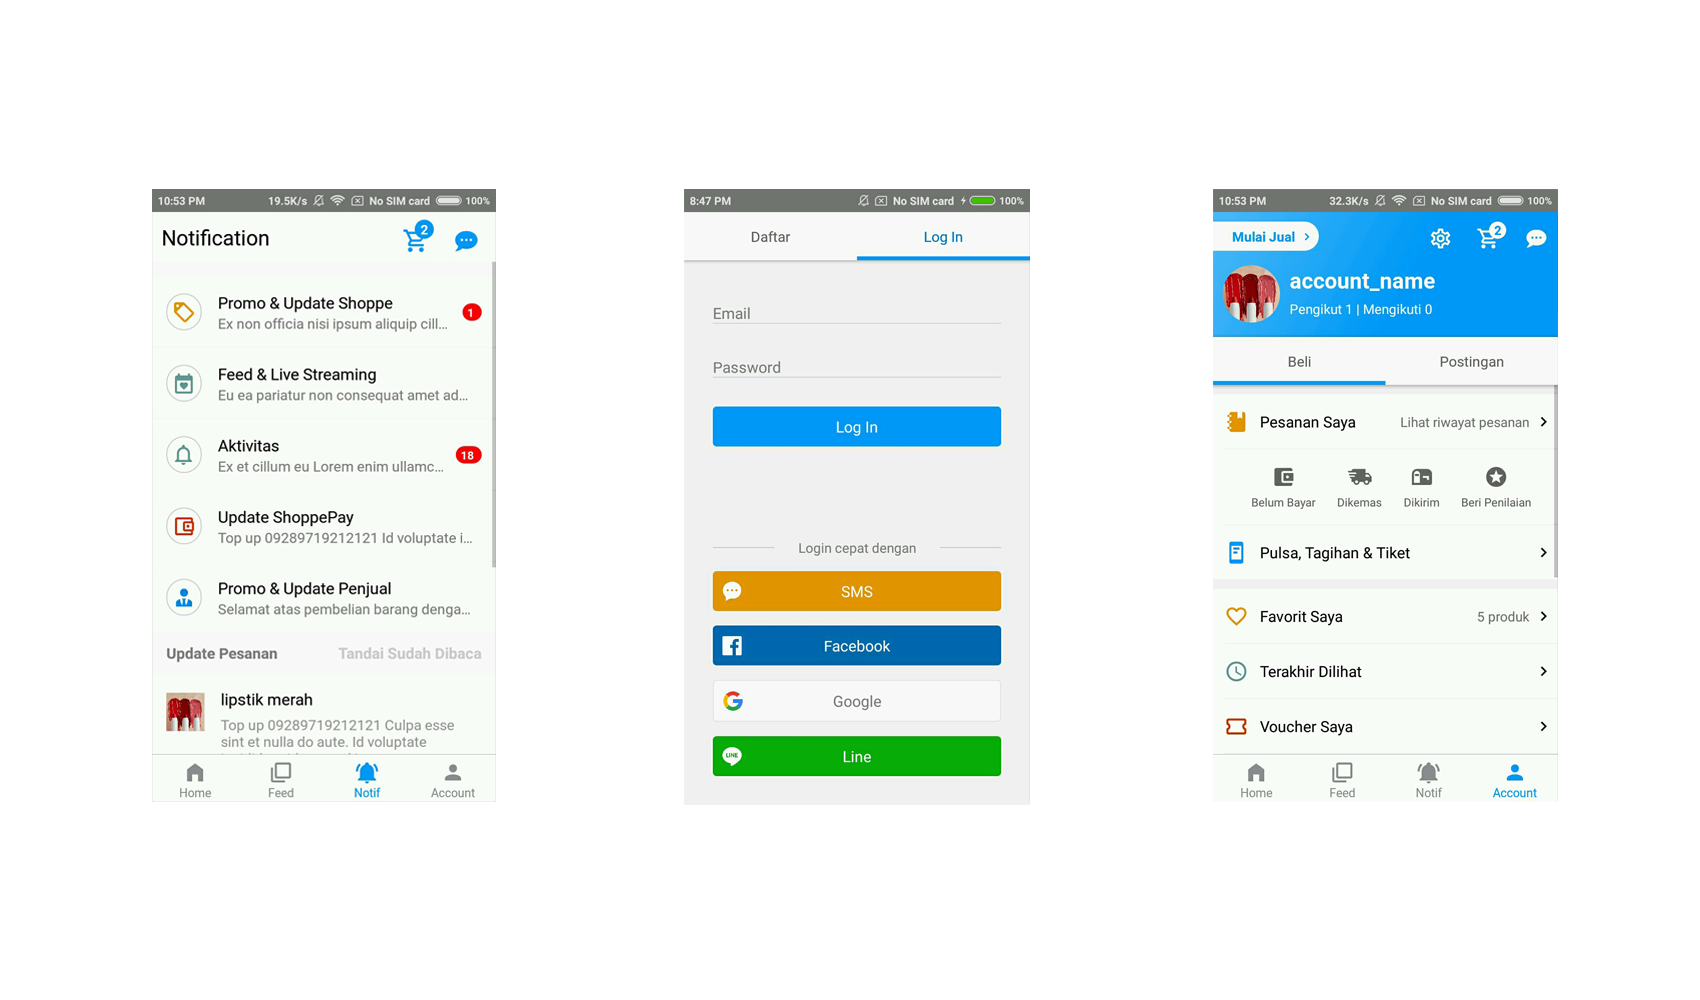 10:53 PM 19.5K/s No SIM card 100%
Notification 2
Promo & Update Shoppe
Ex non officia nisi ipsum aliquip cill...
1
Feed & Live Streaming
Eu ea pariatur non consequat amet ad...
Aktivitas
Ex et cillum eu Lorem enim ullamc...
18
Update ShoppePay
Top up 09289719212121 Id voluptate i...
Promo & Update Penjual
Selamat atas pembelian barang denga...
Update Pesanan Tandai Sudah Dibaca
lipstik merah
Top up 09289719212121 Culpa esse
sint et nulla do aute. Id voluptate
Home Feed Notif Account
8:47 PM No SIM card 100%
Daftar Log In
Email
Password
Log In
Login cepat dengan
SMS
Facebook
Google
LINE Line
10:53 PM 32.3K/s No SIM card 100%
Mulai Jual 2
account_name
Pengikut 1 | Mengikuti 0
Beli Postingan
Pesanan Saya Lihat riwayat pesanan
Belum Bayar Dikemas Dikirim Beri Penilaian
Pulsa, Tagihan & Tiket
Favorit Saya 5 produk
Terakhir Dilihat
Voucher Saya
Home Feed Notif Account